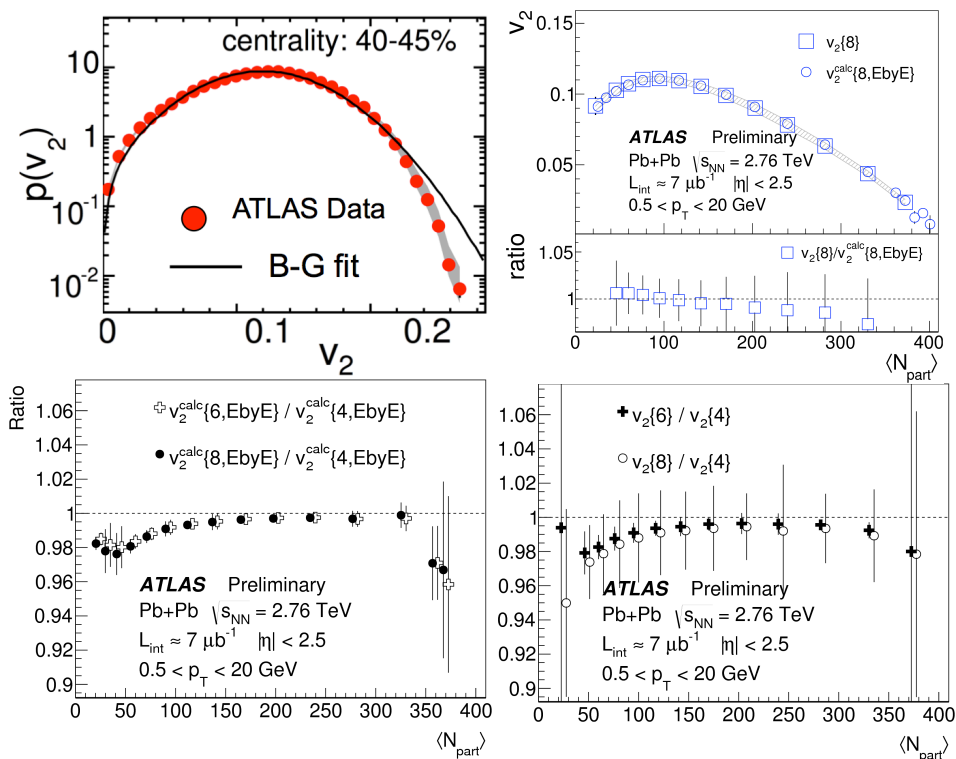 centrality: 40-45%
p(v₂)
10
1
10⁻¹
10⁻²
ATLAS Data
B-G fit
0 0.1 0.2
v₂
v₂
0.15
0.1
0.05
v₂{8}
v₂^calc{8,EbyE}
ATLAS Preliminary
Pb+Pb √s_NN = 2.76 TeV
L_int ≈ 7 μb⁻¹ |η| < 2.5
0.5 < p_T < 20 GeV
ratio
1.05
1
v₂{8}/v₂^calc{8,EbyE}
0 100 200 300 400
⟨N_part⟩
Ratio
1.06
1.04
1.02
1
0.98
0.96
0.94
0.92
0.9
v₂^calc{6,EbyE} / v₂^calc{4,EbyE}
v₂^calc{8,EbyE} / v₂^calc{4,EbyE}
ATLAS Preliminary
Pb+Pb √s_NN = 2.76 TeV
L_int ≈ 7 μb⁻¹ |η| < 2.5
0.5 < p_T < 20 GeV
0 50 100 150 200 250 300 350 400
⟨N_part⟩
1.06
1.04
1.02
1
0.98
0.96
0.94
0.92
0.9
v₂{6} / v₂{4}
v₂{8} / v₂{4}
ATLAS Preliminary
Pb+Pb √s_NN = 2.76 TeV
L_int ≈ 7 μb⁻¹ |η| < 2.5
0.5 < p_T < 20 GeV
0 50 100 150 200 250 300 350 400
⟨N_part⟩